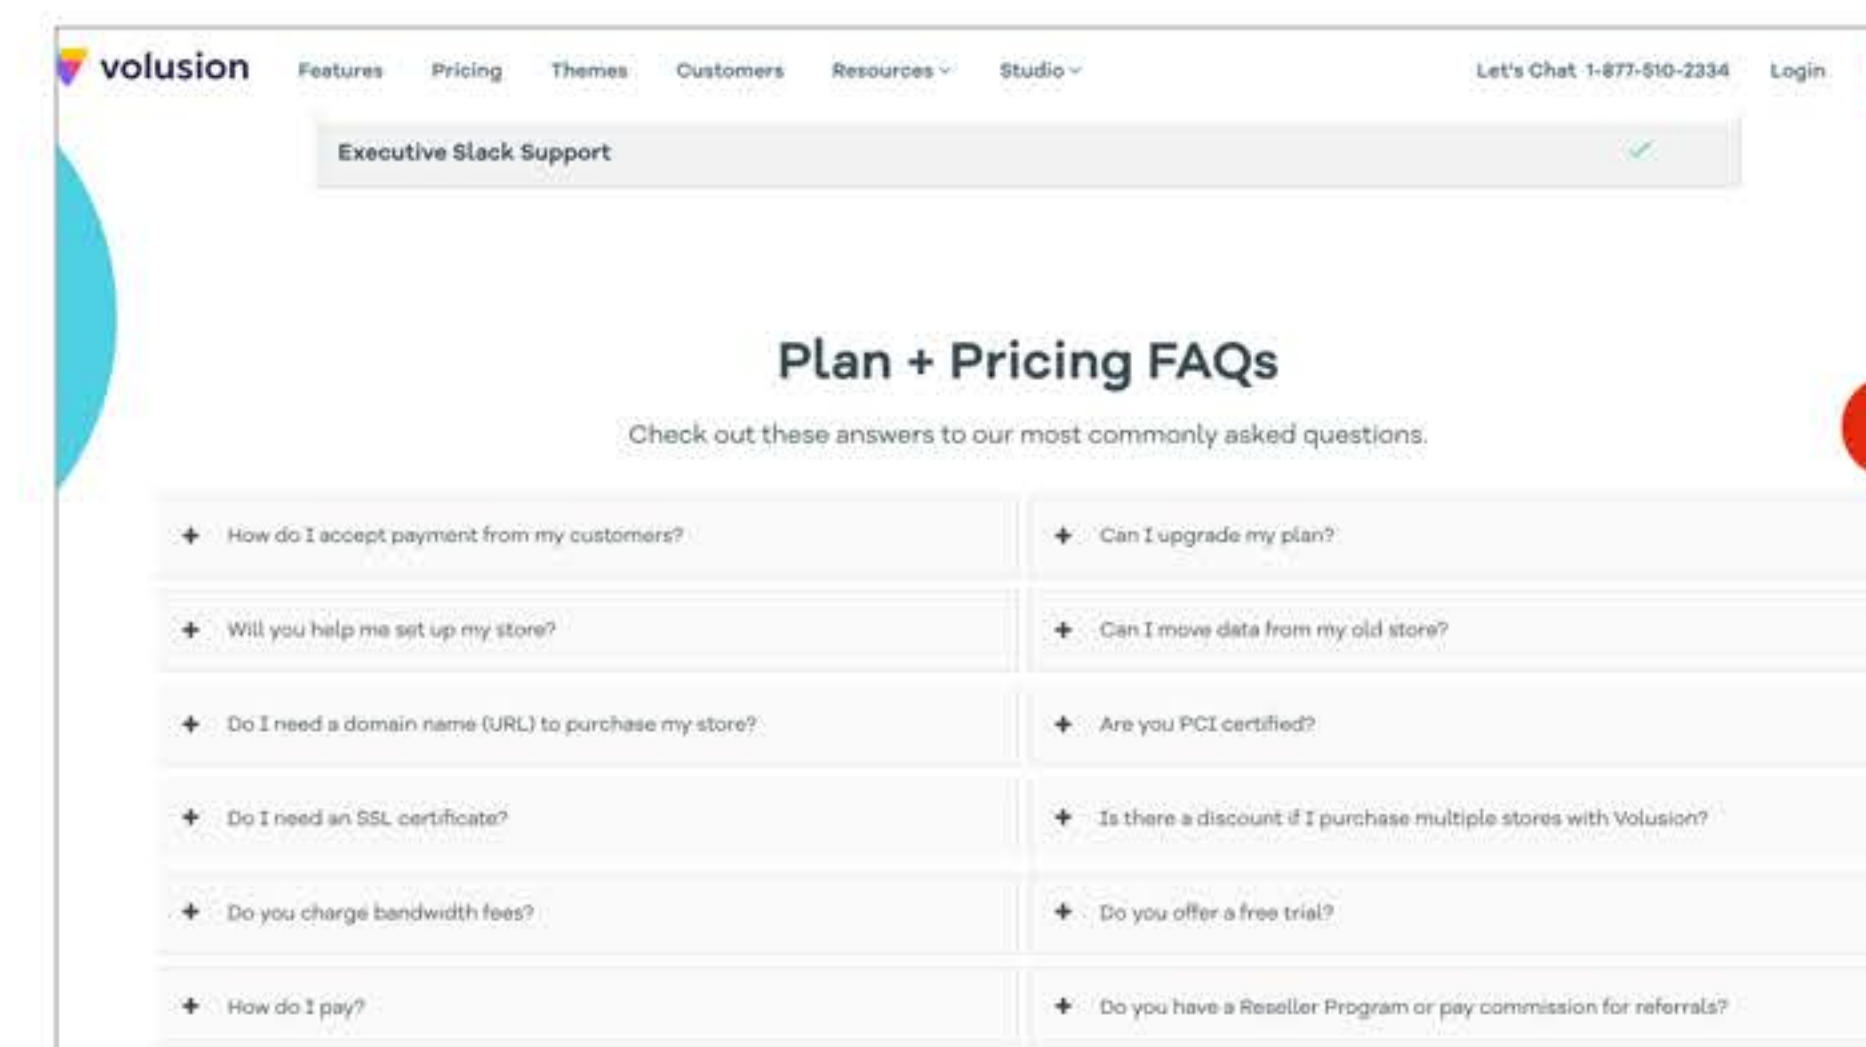 volusion Features Pricing Themes Customers Resources Studio Let's Chat 1-877-510-2334 Login
Executive Slack Support
Plan + Pricing FAQs
Check out these answers to our most commonly asked questions.
+ How do I accept payment from my customers?
+ Can I upgrade my plan?
+ Will you help me set up my store?
+ Can I move data from my old store?
+ Do I need a domain name (URL) to purchase my store?
+ Are you PCI certified?
+ Do I need an SSL certificate?
+ Is there a discount if I purchase multiple stores with Volusion?
+ Do you charge bandwidth fees?
+ Do you offer a free trial?
+ How do I pay?
+ Do you have a Reseller Program or pay commission for referrals?